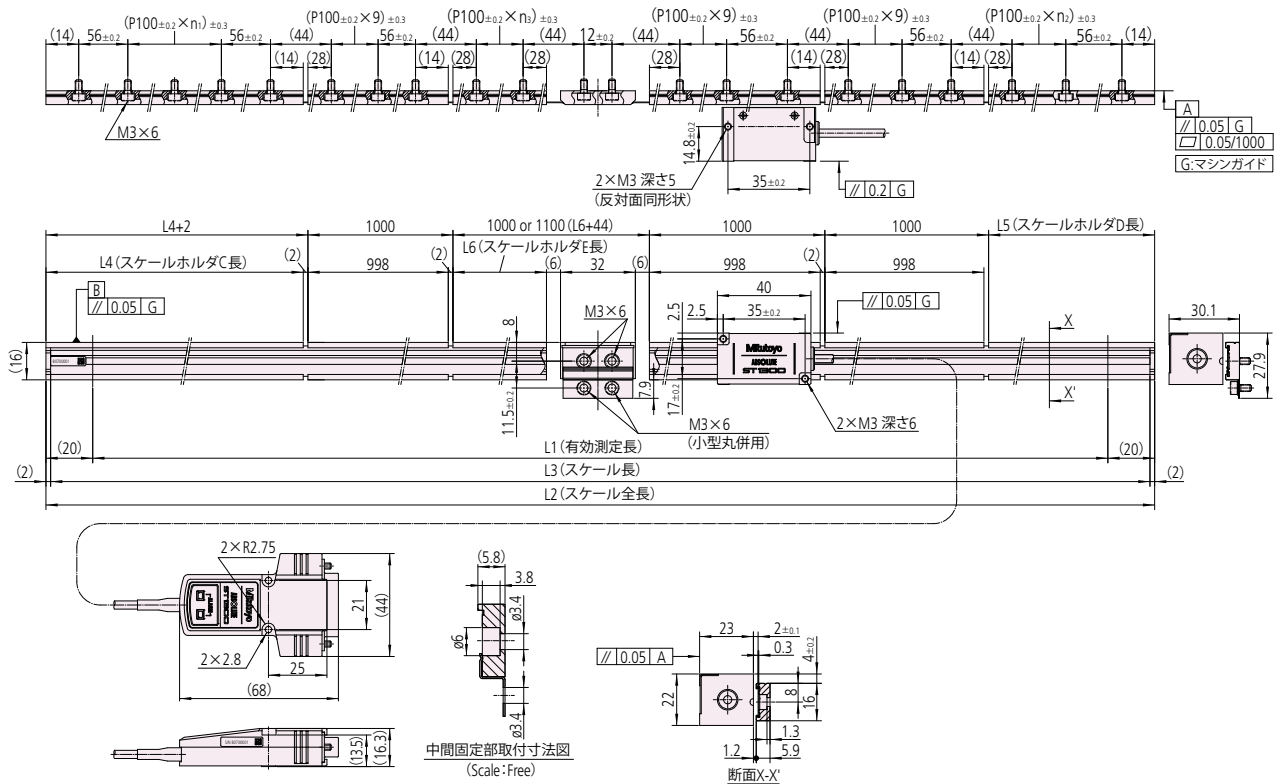 (P100±0.2×n₁)±0.3
(P100±0.2×9)±0.3
(P100±0.2×n₃)±0.3
(P100±0.2×9)±0.3
(P100±0.2×9)±0.3
(P100±0.2×n₂)±0.3
(14) 56±0.2 56±0.2 (44) 56±0.2 (44) (44) 12±0.2 (44) 56±0.2 (44) 56±0.2 (44) 56±0.2 (14)
(14) (28) (14) (28) (28) (28) (14) (28) (14) (28)
M3×6
14.8±0.2
2×M3 深さ5
(反対面同形状)
35±0.2
// 0.2 G
A
// 0.05 G
0.05/1000
G:マシンガイド
L4+2 1000 1000 or 1100 (L6+44) 1000 1000 L5 (スケールホルダD長)
L4 (スケールホルダC長) (2) 998 (2) L6 (スケールホルダE長) (6) 32 (6) 998 (2) 998
B
// 0.05 G
M3×6
8
40
2.5 35±0.2
2.5
// 0.05 G
X
30.1
(16)
Mitutoyo
ABSOLUTE
ST1300
27.9
11.5±0.2
7.9
17±0.2
X'
M3×6
(小型丸併用)
2×M3 深さ6
(20) L1 (有効測定長) (20)
(2) L3 (スケール長) (2)
L2 (スケール全長)
2×R2.75
Mitutoyo
ABSOLUTE
ST1300
21
(44)
2×2.8
25
(68)
(13.5)
(16.3)
(5.8)
3.8
ø3.4
ø6
ø3.4
中間固定部取付寸法図
(Scale:Free)
// 0.05 A
23 2±0.1
0.3
4±0.2
22
8
16
1.3
1.2 5.9
断面X-X'